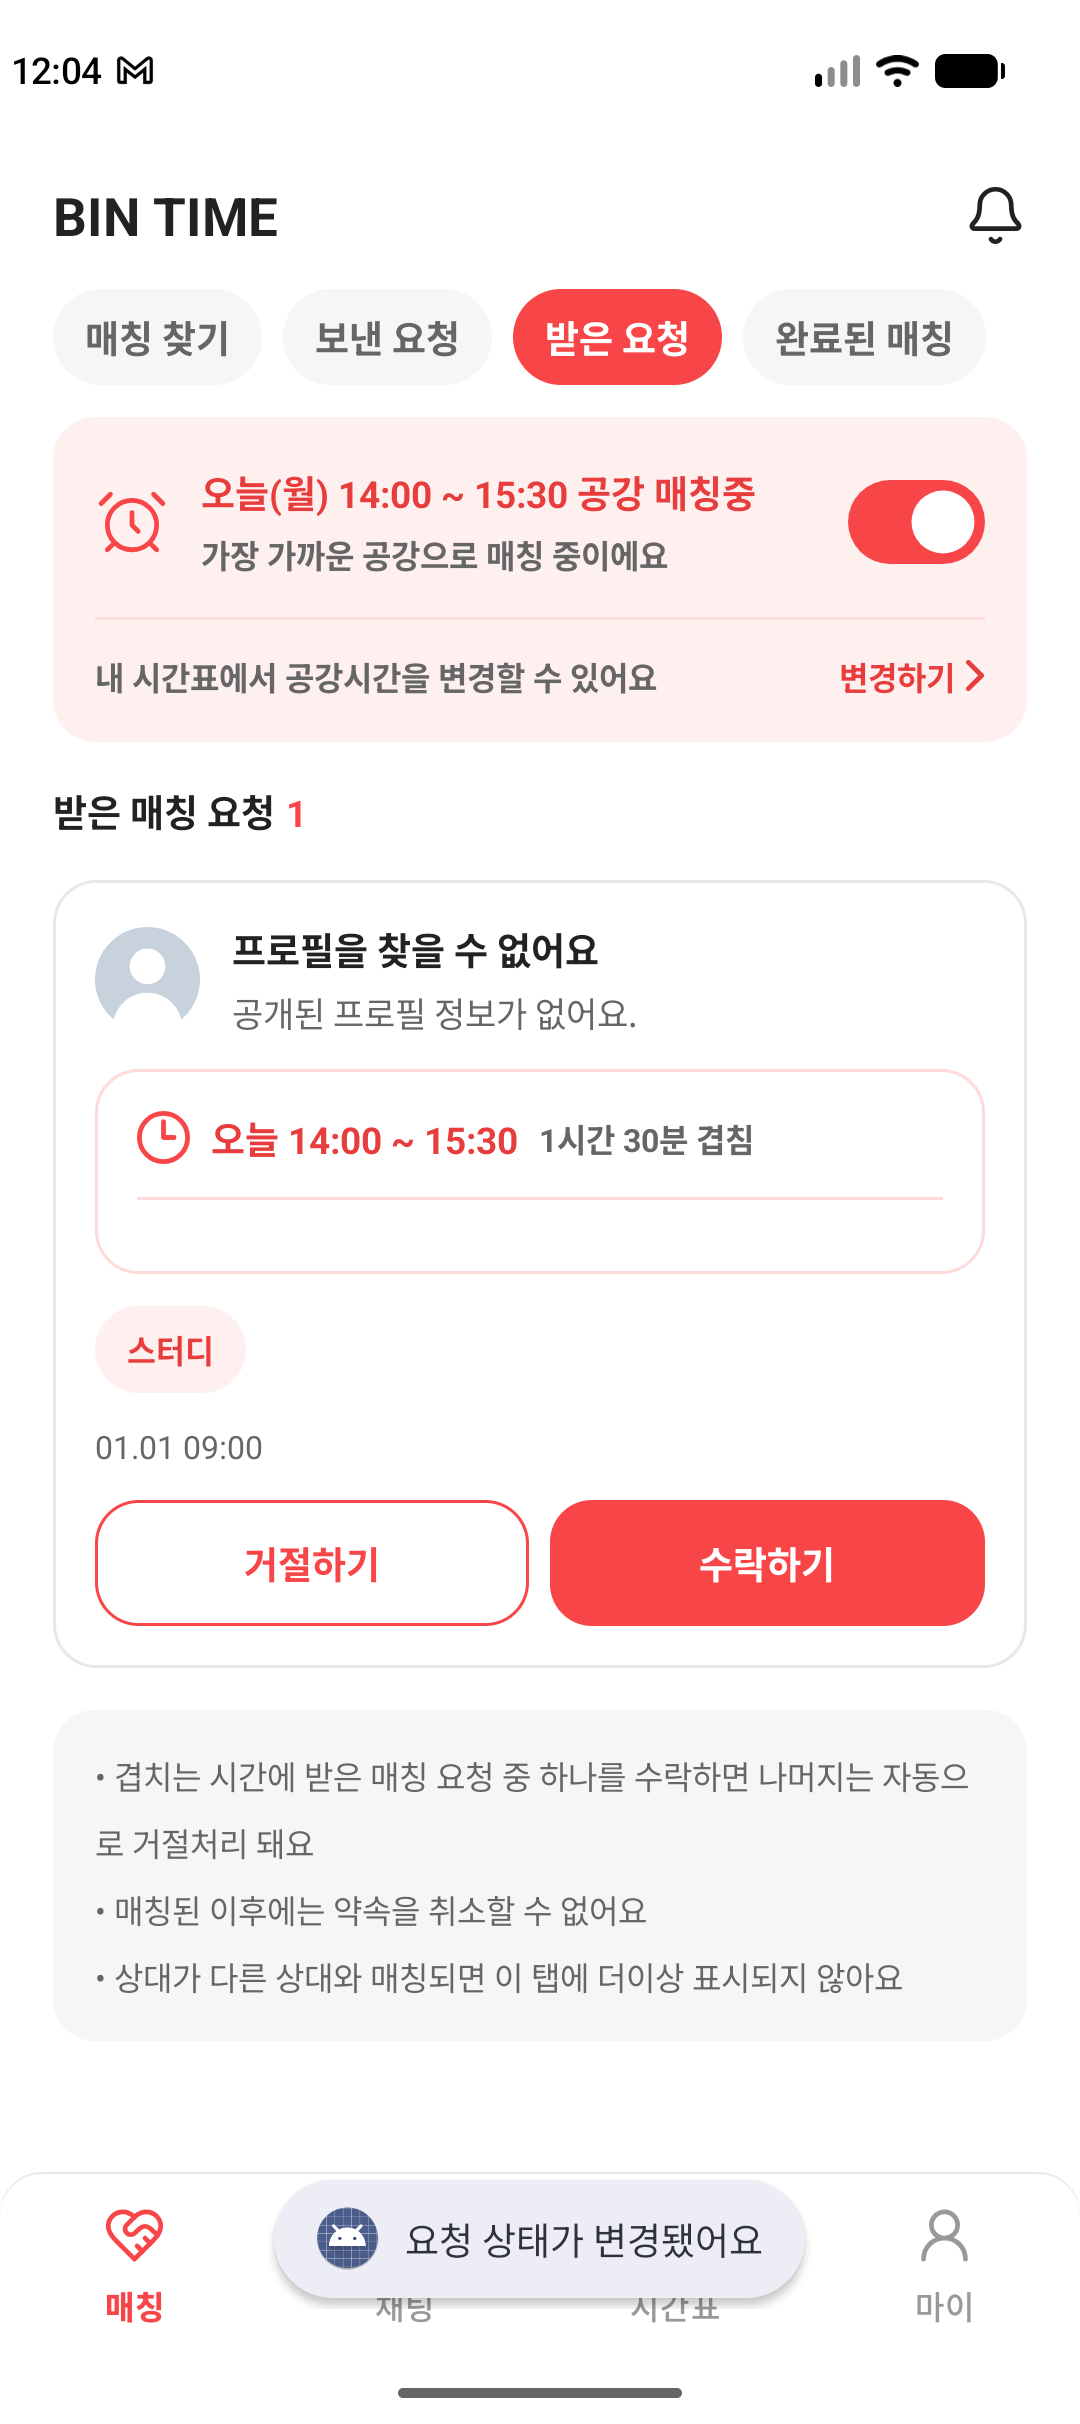 12:04
BIN TIME
매칭 찾기
보낸 요청
받은 요청
완료된 매칭
오늘(월) 14:00 ~ 15:30 공강 매칭중
가장 가까운 공강으로 매칭 중이에요
내 시간표에서 공강시간을 변경할 수 있어요
변경하기
받은 매칭 요청 1
프로필을 찾을 수 없어요
공개된 프로필 정보가 없어요.
오늘 14:00 ~ 15:30 1시간 30분 겹침
스터디
01.01 09:00
거절하기
수락하기
• 겹치는 시간에 받은 매칭 요청 중 하나를 수락하면 나머지는 자동으
로 거절처리 돼요
• 매칭된 이후에는 약속을 취소할 수 없어요
• 상대가 다른 상대와 매칭되면 이 탭에 더이상 표시되지 않아요
요청 상태가 변경됐어요
매칭
채팅
시간표
마이